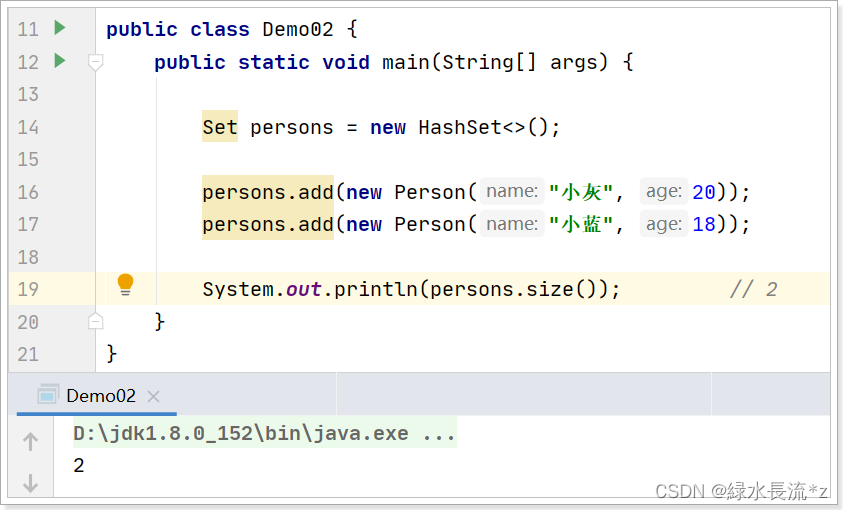 11 public class Demo02 {
12 public static void main(String[] args) {
13
14 Set persons = new HashSet<>();
15
16 persons.add(new Person( name: "小灰", age: 20));
17 persons.add(new Person( name: "小蓝", age: 18));
18
19 System.out.println(persons.size()); // 2
20 }
21 }
Demo02
D:\jdk1.8.0_152\bin\java.exe ...
2
CSDN @緑水長流*z